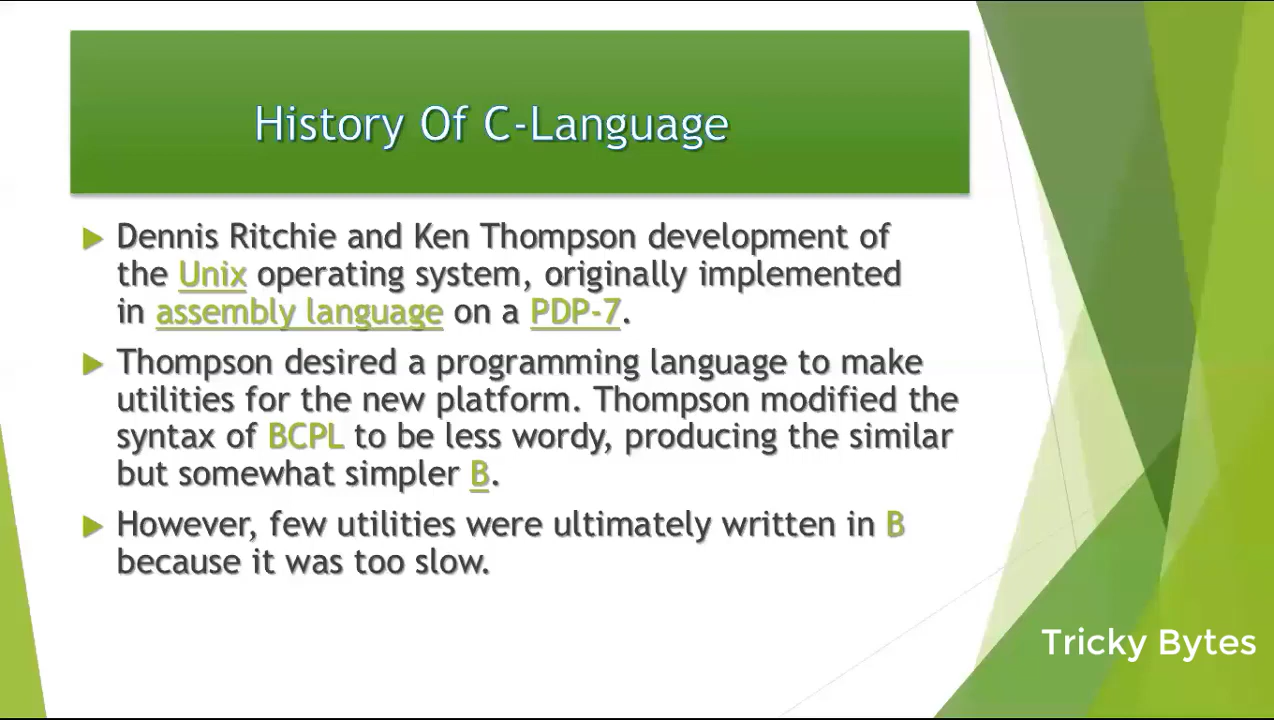 History Of C-Language
Dennis Ritchie and Ken Thompson development of
the Unix operating system, originally implemented
in assembly language on a PDP-7.
Thompson desired a programming language to make
utilities for the new platform. Thompson modified the
syntax of BCPL to be less wordy, producing the similar
but somewhat simpler B.
However, few utilities were ultimately written in B
because it was too slow.
Tricky Bytes